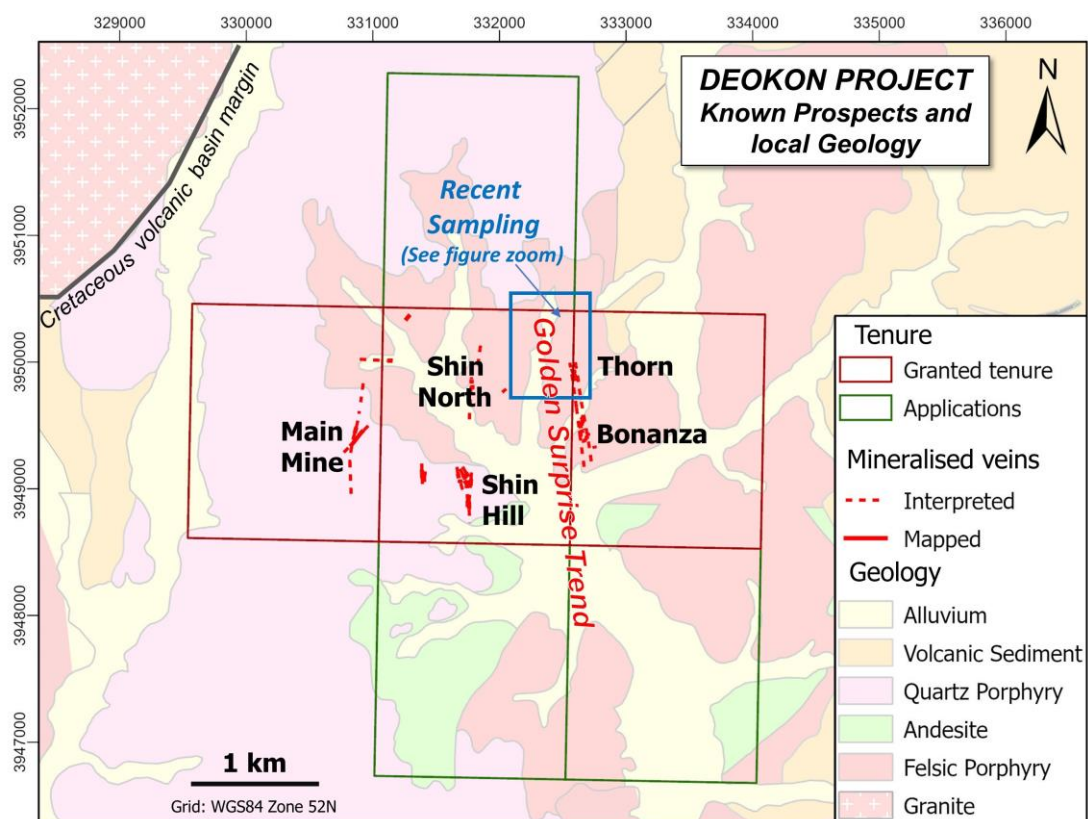 329000 330000 331000 332000 333000 334000 335000 336000
3952000
3951000
3950000
3949000
3948000
3947000
DEOKON PROJECT
Known Prospects and
local Geology
N
Cretaceous volcanic basin margin
Recent
Sampling
(See figure zoom)
Golden Surprise Trend
Shin
North
Thorn
Main
Mine
Bonanza
Shin
Hill
1 km
Grid: WGS84 Zone 52N
Tenure
Granted tenure
Applications
Mineralised veins
Interpreted
Mapped
Geology
Alluvium
Volcanic Sediment
Quartz Porphyry
Andesite
Felsic Porphyry
Granite